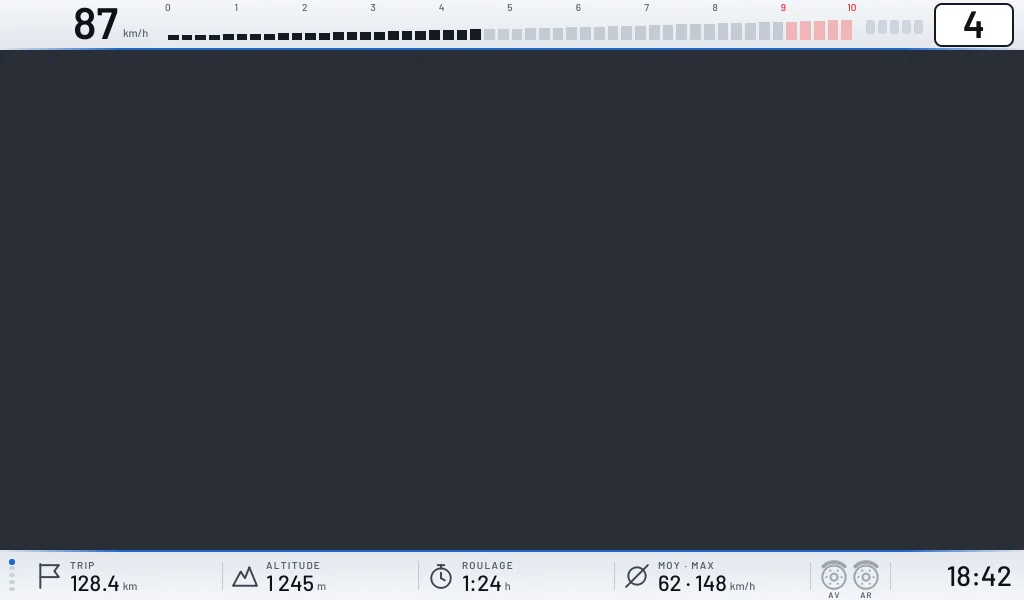 87 km/h
0 1 2 3 4 5 6 7 8 9 10
4
TRIP
128.4 km
ALTITUDE
1 245 m
ROULAGE
1:24 h
MOY · MAX
62 · 148 km/h
AV AR
18:42